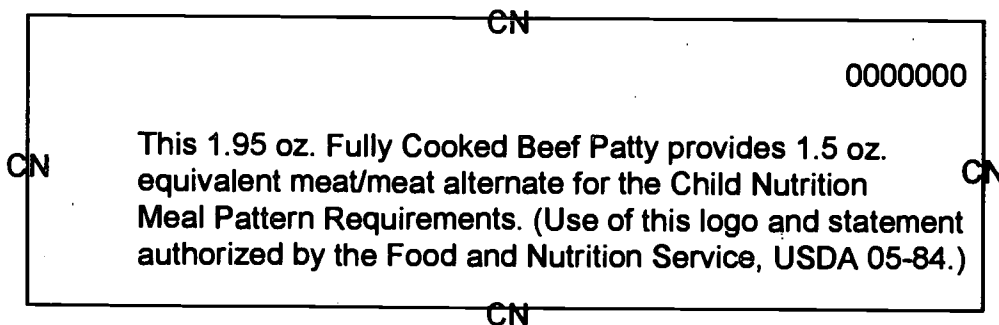 CN
0000000
CN
This 1.95 oz. Fully Cooked Beef Patty provides 1.5 oz.
equivalent meat/meat alternate for the Child Nutrition
CN
Meal Pattern Requirements. (Use of this logo and statement
authorized by the Food and Nutrition Service, USDA 05-84.)
CN